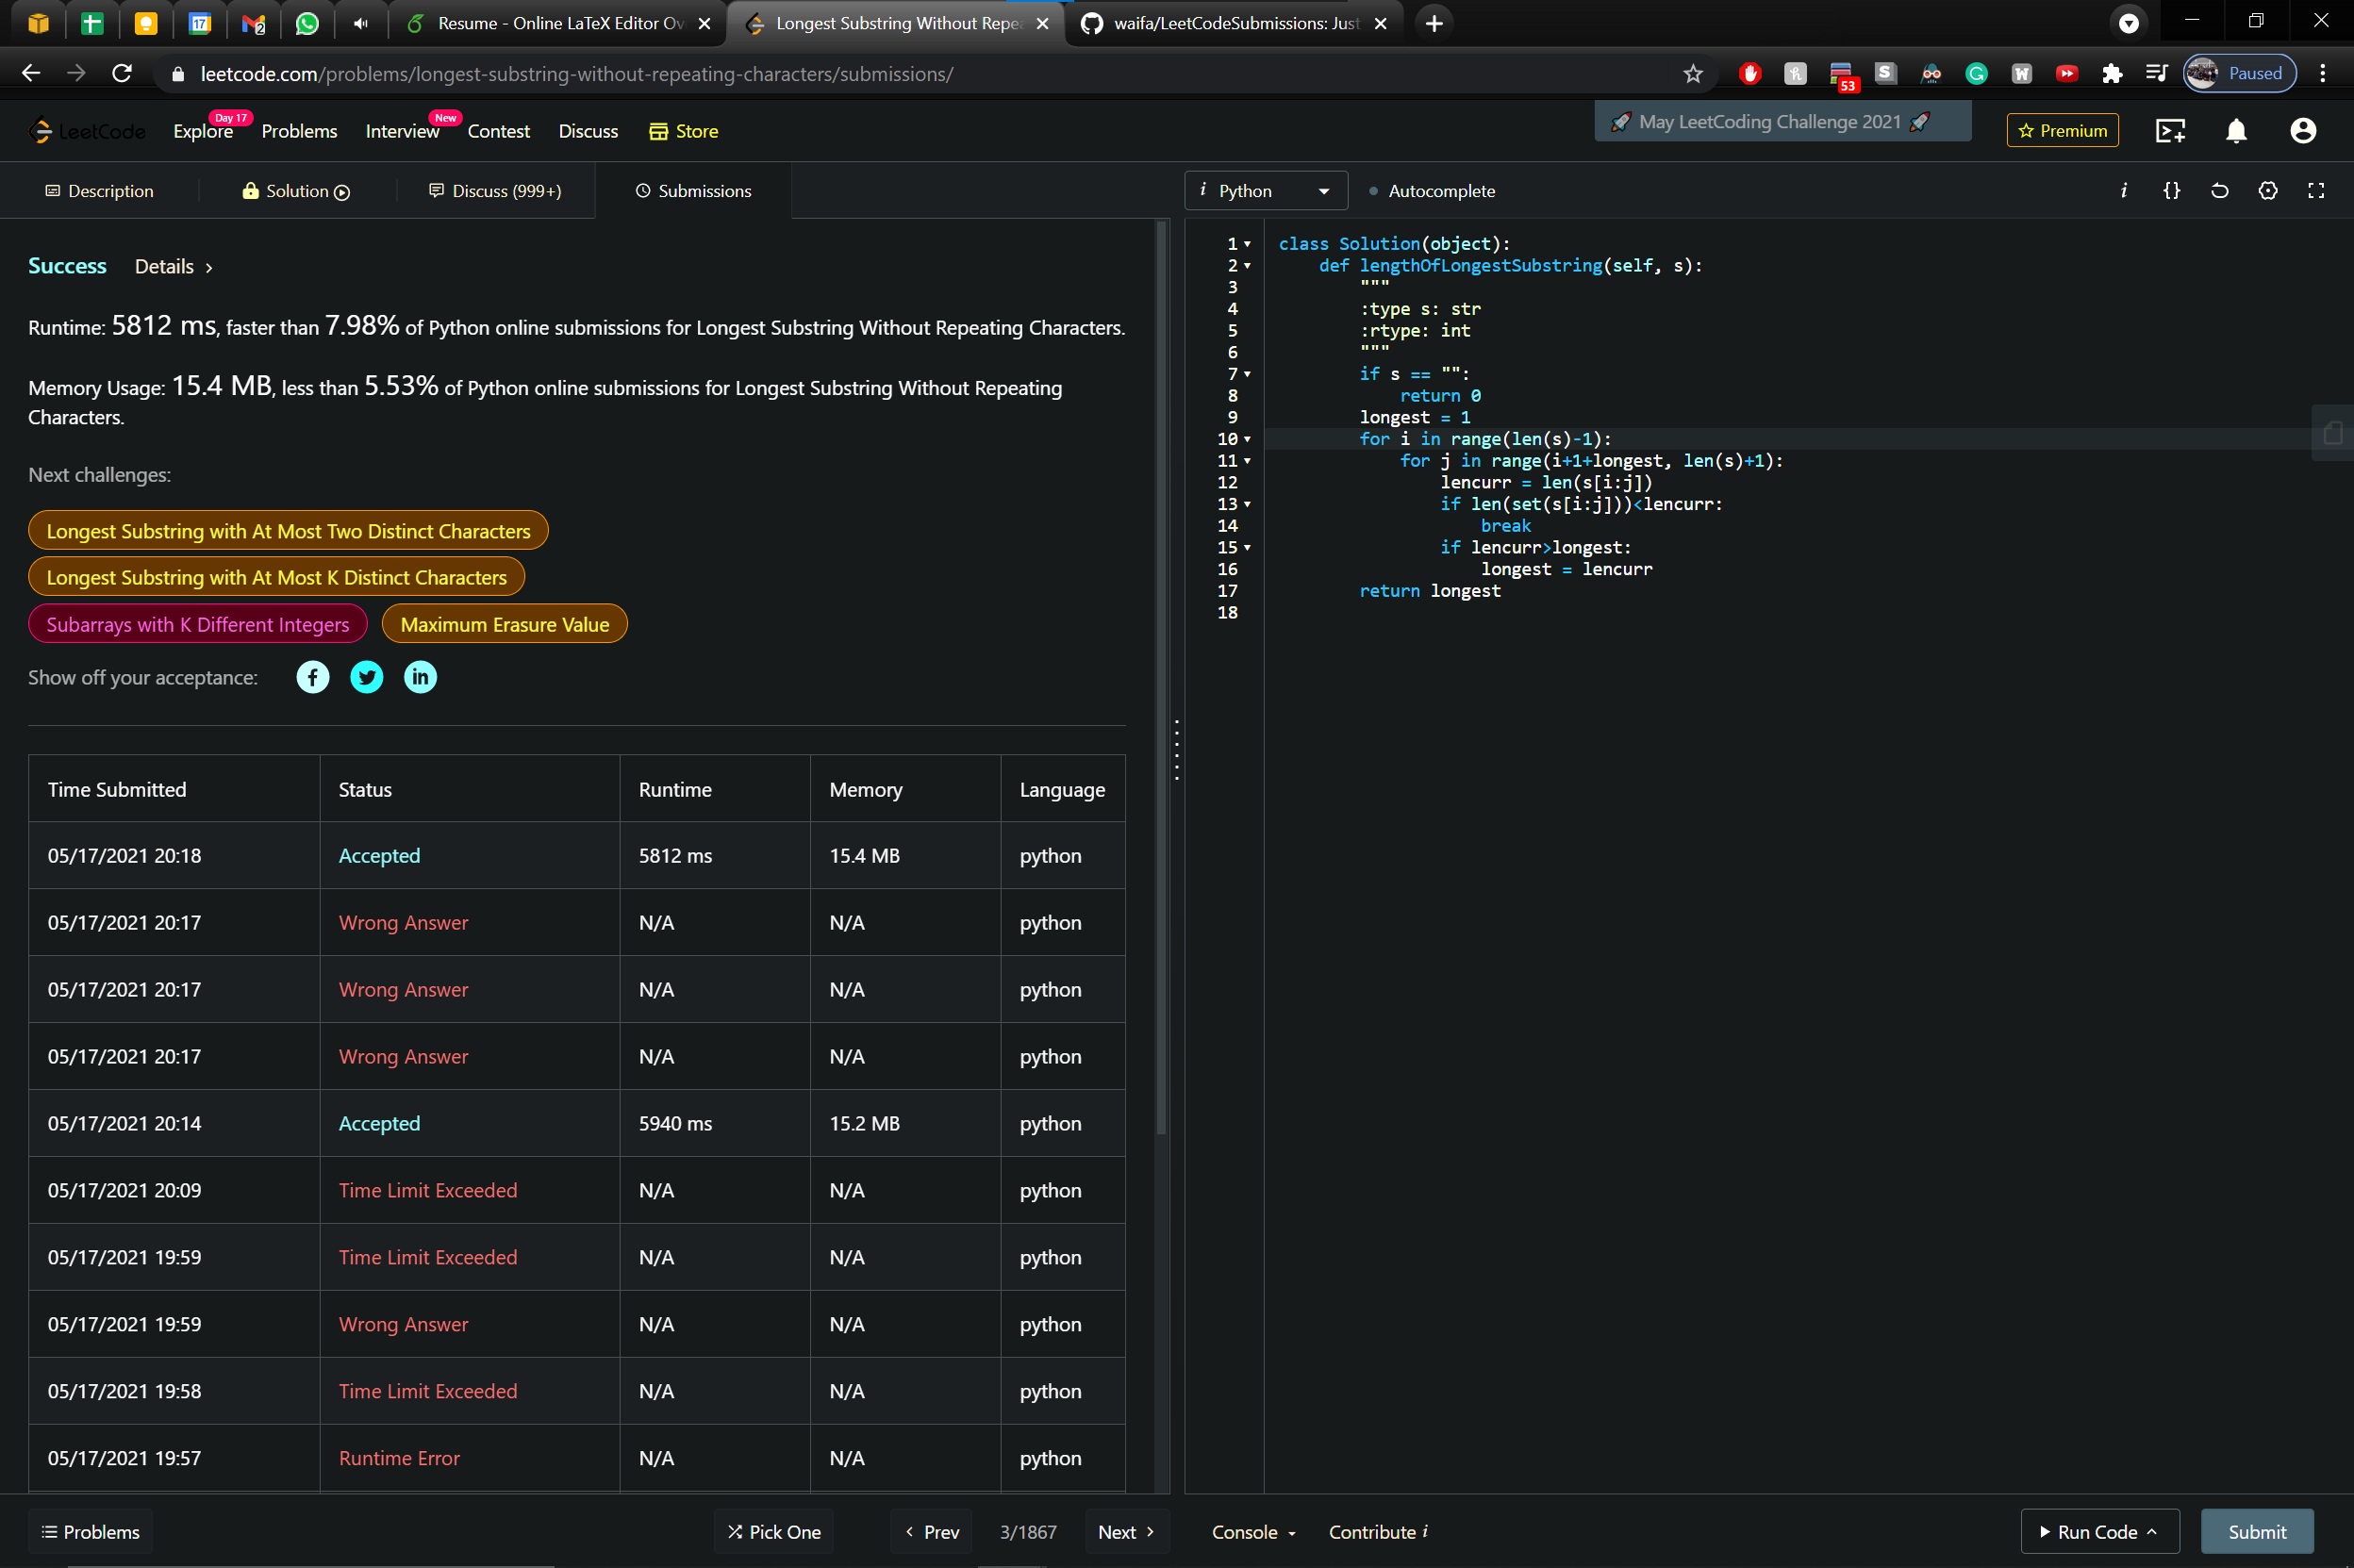 17
2
Resume - Online LaTeX Editor Ov
Longest Substring Without Repea
waifa/LeetCodeSubmissions: Just
leetcode.com/problems/longest-substring-without-repeating-characters/submissions/
53
Paused
LeetCode
Explore
Day 17
Problems
Interview
New
Contest
Discuss
Store
🚀 May LeetCoding Challenge 2021 🚀
Premium
Description
Solution
Discuss (999+)
Submissions
i Python
Autocomplete
i
{}
Success
Details >
Runtime: 5812 ms, faster than 7.98% of Python online submissions for Longest Substring Without Repeating Characters.
Memory Usage: 15.4 MB, less than 5.53% of Python online submissions for Longest Substring Without Repeating
Characters.
Next challenges:
Longest Substring with At Most Two Distinct Characters
Longest Substring with At Most K Distinct Characters
Subarrays with K Different Integers
Maximum Erasure Value
Show off your acceptance:
Time Submitted Status Runtime Memory Language
05/17/2021 20:18 Accepted 5812 ms 15.4 MB python
05/17/2021 20:17 Wrong Answer N/A N/A python
05/17/2021 20:17 Wrong Answer N/A N/A python
05/17/2021 20:17 Wrong Answer N/A N/A python
05/17/2021 20:14 Accepted 5940 ms 15.2 MB python
05/17/2021 20:09 Time Limit Exceeded N/A N/A python
05/17/2021 19:59 Time Limit Exceeded N/A N/A python
05/17/2021 19:59 Wrong Answer N/A N/A python
05/17/2021 19:58 Time Limit Exceeded N/A N/A python
05/17/2021 19:57 Runtime Error N/A N/A python
1 class Solution(object):
2     def lengthOfLongestSubstring(self, s):
3         """
4         :type s: str
5         :rtype: int
6         """
7         if s == "":
8             return 0
9         longest = 1
10         for i in range(len(s)-1):
11             for j in range(i+1+longest, len(s)+1):
12                 lencurr = len(s[i:j])
13                 if len(set(s[i:j]))<lencurr:
14                     break
15                 if lencurr>longest:
16                     longest = lencurr
17         return longest
18
Problems
Pick One
< Prev
3/1867
Next >
Console
Contribute i
Run Code
Submit